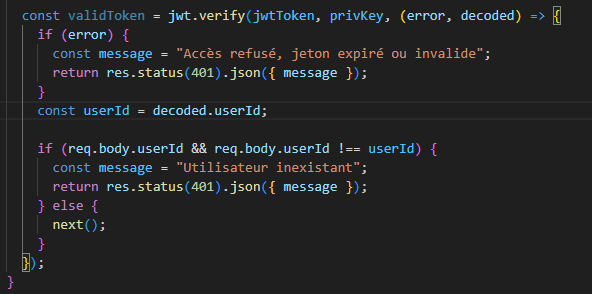 const validToken = jwt.verify(jwtToken, privKey, (error, decoded) => {
if (error) {
const message = "Accès refusé, jeton expiré ou invalide";
return res.status(401).json({ message });
}
const userId = decoded.userId;
if (req.body.userId && req.body.userId !== userId) {
const message = "Utilisateur inexistant";
return res.status(401).json({ message });
} else {
next();
}
});
}